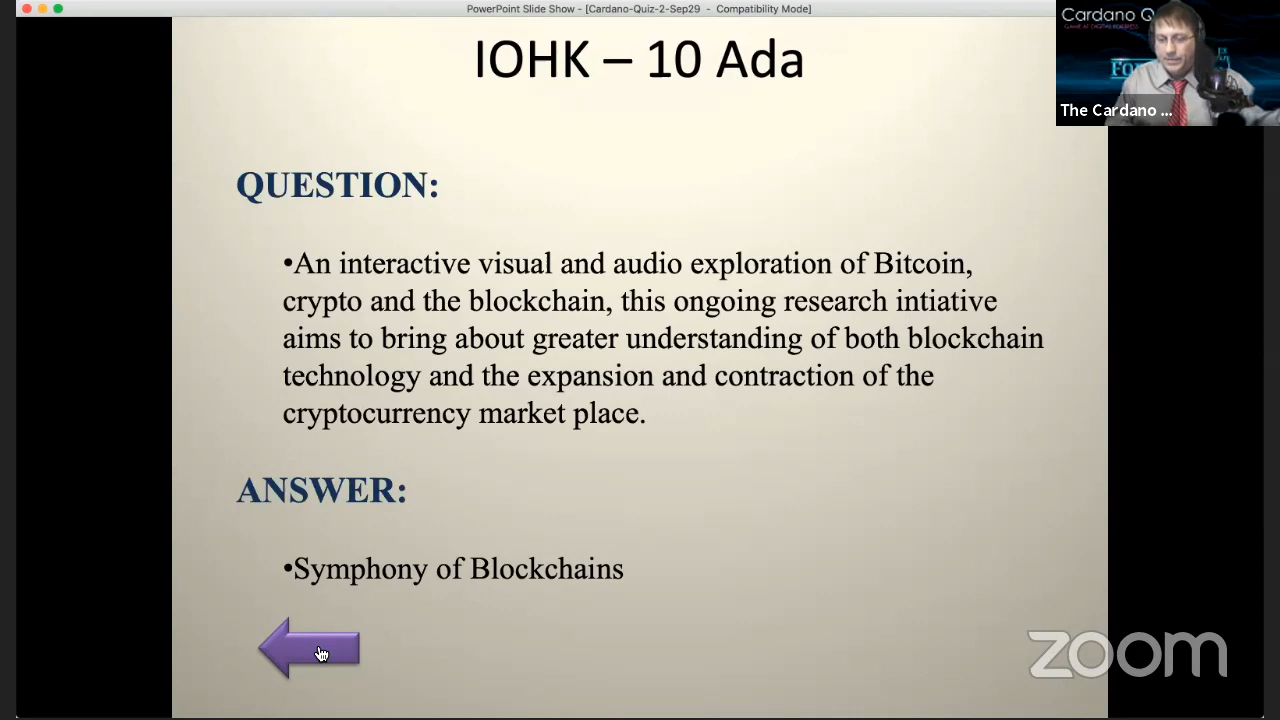 PowerPoint Slide Show - [Cardano-Quiz-2-Sep29 - Compatibility Mode]
Cardano Q
The Cardano ...
IOHK – 10 Ada
QUESTION:
•An interactive visual and audio exploration of Bitcoin,
crypto and the blockchain, this ongoing research intiative
aims to bring about greater understanding of both blockchain
technology and the expansion and contraction of the
cryptocurrency market place.
ANSWER:
•Symphony of Blockchains
zoom